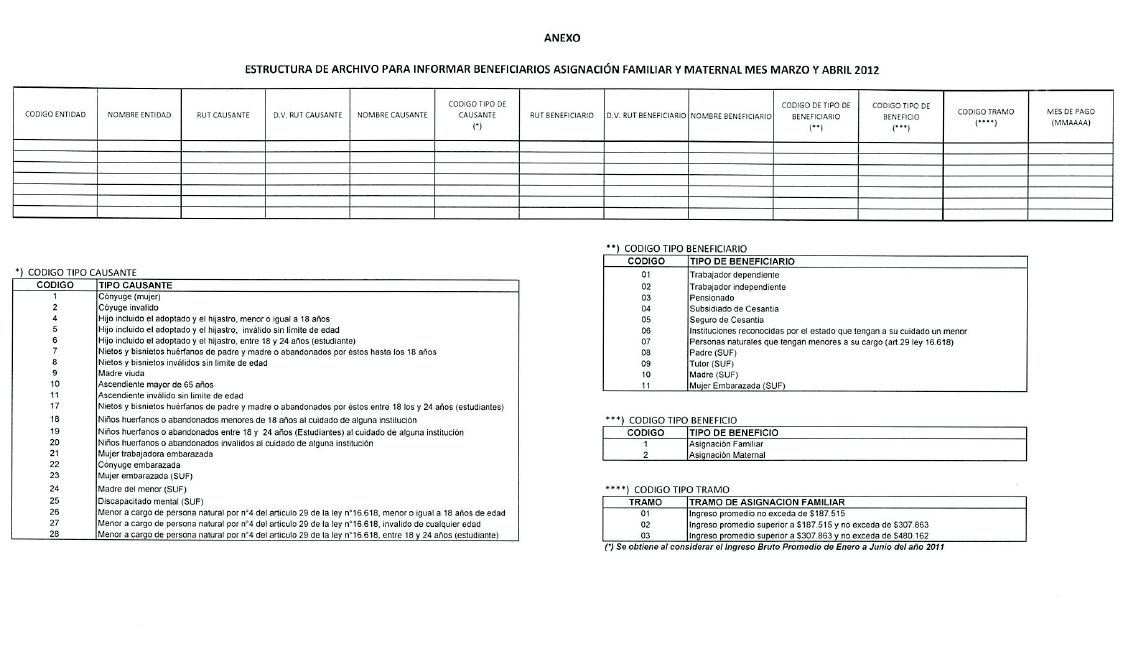 ANEXO
ESTRUCTURA DE ARCHIVO PARA INFORMAR BENEFICIARIOS ASIGNACIÓN FAMILIAR Y MATERNAL MES MARZO Y ABRIL 2012
CODIGO ENTIDAD NOMBRE ENTIDAD RUT CAUSANTE D.V. RUT CAUSANTE NOMBRE CAUSANTE CODIGO TIPO DE CAUSANTE (*) RUT BENEFICIARIO D.V. RUT BENEFICIARIO NOMBRE BENEFICIARIO CODIGO DE TIPO DE BENEFICIARIO (**) CODIGO TIPO DE BENEFICIO (***) CODIGO TRAMO (****) MES DE PAGO (MMAAAA)
*) CODIGO TIPO CAUSANTE
CODIGO TIPO CAUSANTE
1 Cónyuge (mujer)
2 Cóyuge invalido
4 Hijo incluido el adoptado y el hijastro, menor o igual a 18 años
5 Hijo incluido el adoptado y el hijastro, inválido sin limite de edad
6 Hijo incluido el adoptado y el hijastro, entre 18 y 24 años (estudiante)
7 Nietos y bisnietos huérfanos de padre y madre o abandonados por éstos hasta los 18 años
8 Nietos y bisnietos inválidos sin limite de edad
9 Madre viuda
10 Ascendiente mayor de 65 años
11 Ascendiente inválido sin limite de edad
17 Nietos y bisnietos huérfanos de padre y madre o abandonados por éstos entre 18 los y 24 años (estudiantes)
18 Niños huerfanos o abandonados menores de 18 años al cuidado de alguna institución
19 Niños huerfanos o abandonados entre 18 y 24 años (Estudiantes) al cuidado de alguna institución
20 Niños huerfanos o abandonados invalidos al cuidado de alguna institución
21 Mujer trabajadora embarazada
22 Cónyuge embarazada
23 Mujer embarazada (SUF)
24 Madre del menor (SUF)
25 Discapacitado mental (SUF)
26 Menor a cargo de persona natural por n°4 del articulo 29 de la ley n°16.618, menor o igual a 18 años de edad
27 Menor a cargo de persona natural por n°4 del articulo 29 de la ley n°16.618, invalido de cualquier edad
28 Menor a cargo de persona natural por n°4 del articulo 29 de la ley n°16.618, entre 18 y 24 años (estudiante)
**) CODIGO TIPO BENEFICIARIO
CODIGO TIPO DE BENEFICIARIO
01 Trabajador dependiente
02 Trabajador independiente
03 Pensionado
04 Subsidiado de Cesantia
05 Seguro de Cesantia
06 Instituciones reconocidas por el estado que tengan a su cuidado un menor
07 Personas naturales que tengan menores a su cargo (art 29 ley 16.618)
08 Padre (SUF)
09 Tutor (SUF)
10 Madre (SUF)
11 Mujer Embarazada (SUF)
***) CODIGO TIPO BENEFICIO
CODIGO TIPO DE BENEFICIO
1 Asignación Familiar
2 Asignación Maternal
****) CODIGO TIPO TRAMO
TRAMO TRAMO DE ASIGNACION FAMILIAR
01 Ingreso promedio no exceda de $187.515
02 Ingreso promedio superior a $187.515 y no exceda de $307.863
03 Ingreso promedio superior a $307.863 y no exceda de $480.162
(*) Se obtiene al considerar el Ingreso Bruto Promedio de Enero a Junio del año 2011